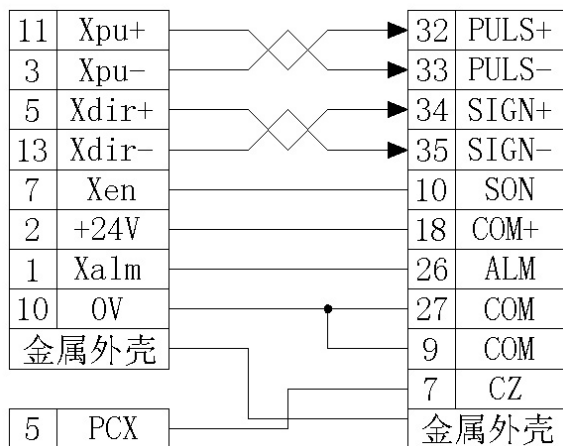 11 Xpu+ 32 PULS+
3 Xpu- 33 PULS-
5 Xdir+ 34 SIGN+
13 Xdir- 35 SIGN-
7 Xen 10 SON
2 +24V 18 COM+
1 Xalm 26 ALM
10 0V 27 COM
金属外壳 9 COM
7 CZ
5 PCX 金属外壳